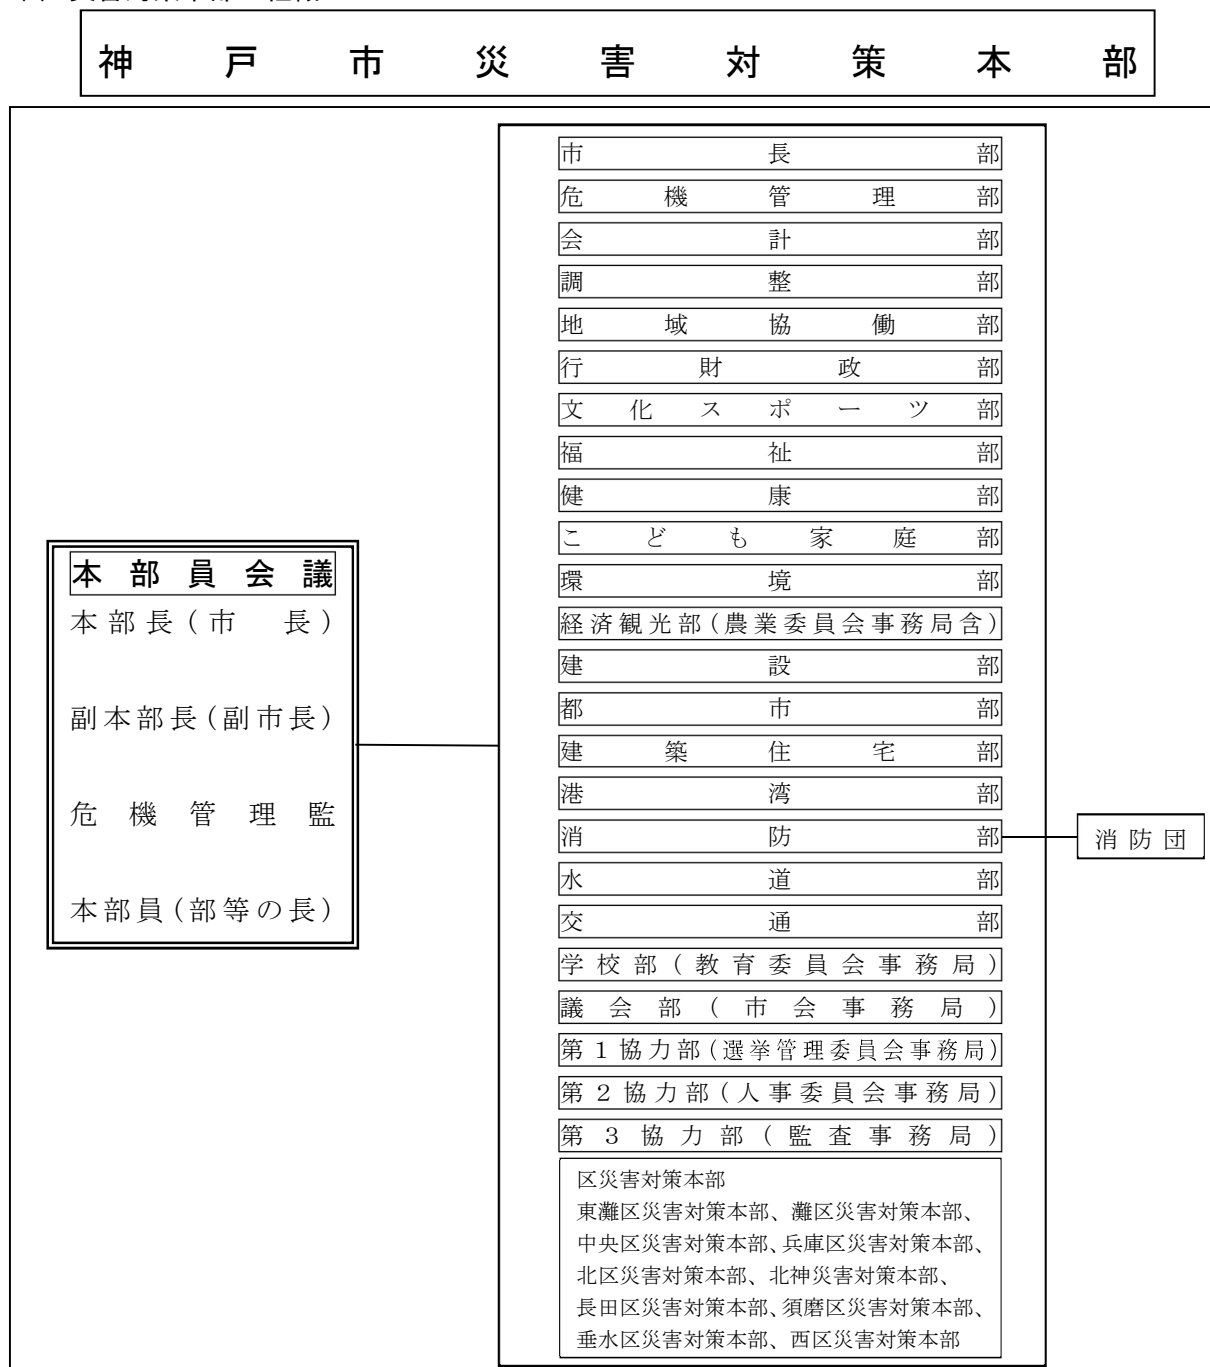 神戸市災害対策本部
市長部
危機管理部
会計部
調整部
地域協働部
行財政部
文化スポーツ部
福祉部
健康部
こども家庭部
環境部
経済観光部(農業委員会事務局含)
建設部
都市部
建築住宅部
港湾部
消防部
水道部
交通部
学校部(教育委員会事務局)
議会部(市会事務局)
第1協力部(選挙管理委員会事務局)
第2協力部(人事委員会事務局)
第3協力部(監査事務局)
区災害対策本部
東灘区災害対策本部、灘区災害対策本部、
中央区災害対策本部、兵庫区災害対策本部、
北区災害対策本部、北神災害対策本部、
長田区災害対策本部、須磨区災害対策本部、
垂水区災害対策本部、西区災害対策本部
本部員会議
本部長(市長)
副本部長(副市長)
危機管理監
本部員(部等の長)
消防団